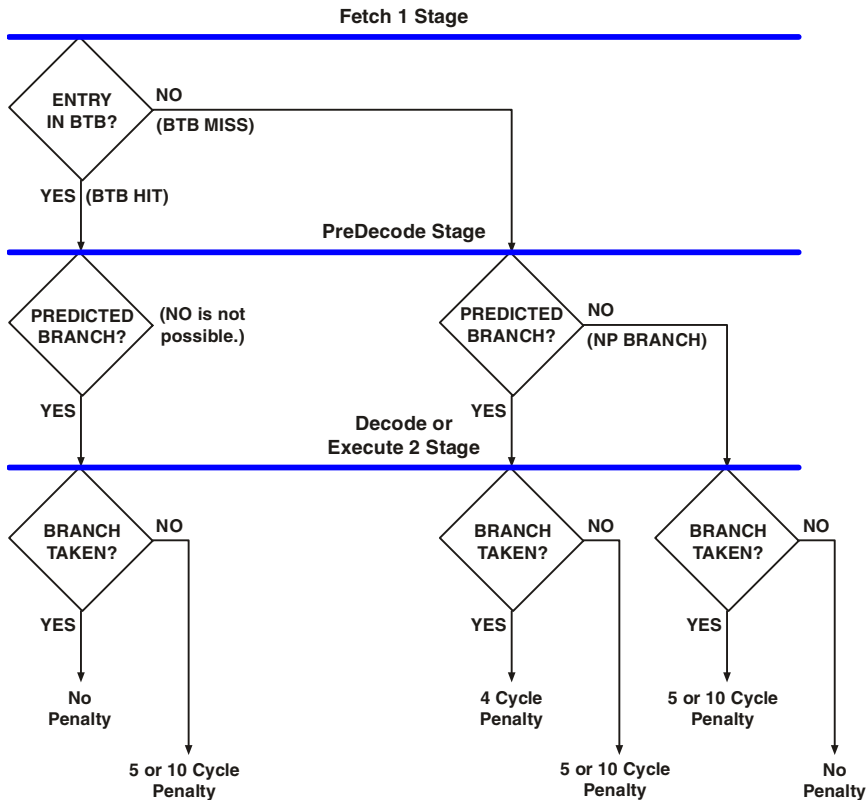 Fetch 1 Stage
ENTRY
IN BTB?
NO
(BTB MISS)
YES (BTB HIT)
PreDecode Stage
PREDICTED
BRANCH?
(NO is not
possible.)
YES
PREDICTED
BRANCH?
NO
(NP BRANCH)
YES
Decode or
Execute 2 Stage
BRANCH
TAKEN?
NO
YES
No
Penalty
5 or 10 Cycle
Penalty
BRANCH
TAKEN?
NO
YES
4 Cycle
Penalty
5 or 10 Cycle
Penalty
BRANCH
TAKEN?
NO
YES
5 or 10 Cycle
Penalty
No
Penalty